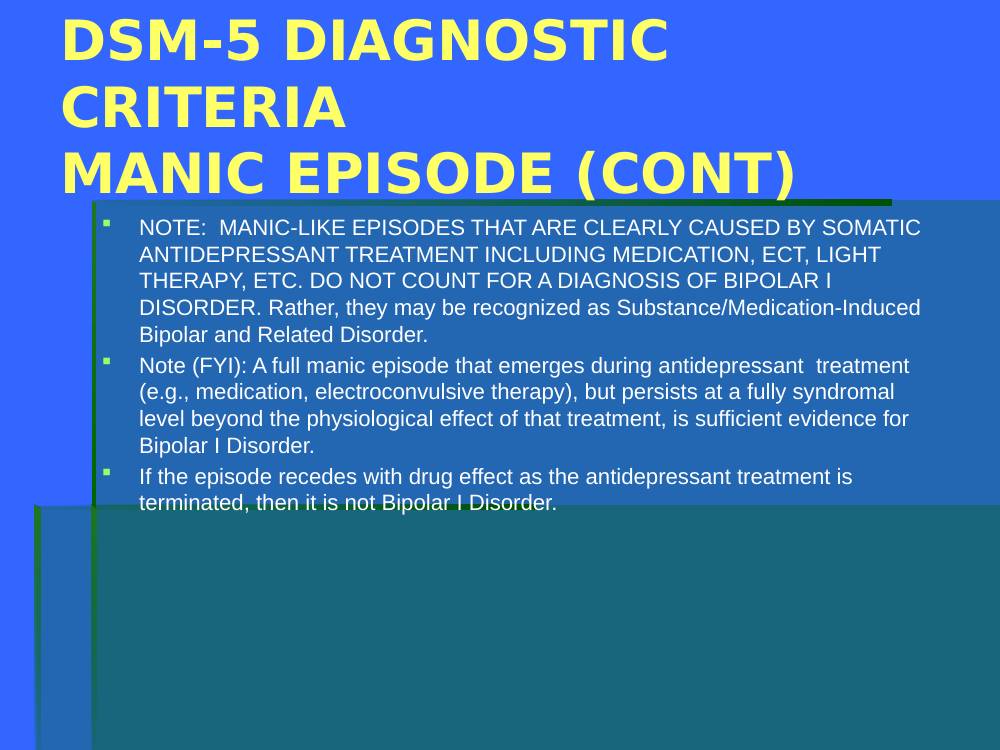 DSM-5 DIAGNOSTIC
CRITERIA
MANIC EPISODE (CONT)
NOTE:  MANIC-LIKE EPISODES THAT ARE CLEARLY CAUSED BY SOMATIC
ANTIDEPRESSANT TREATMENT INCLUDING MEDICATION, ECT, LIGHT
THERAPY, ETC. DO NOT COUNT FOR A DIAGNOSIS OF BIPOLAR I
DISORDER. Rather, they may be recognized as Substance/Medication-Induced
Bipolar and Related Disorder.
Note (FYI): A full manic episode that emerges during antidepressant  treatment
(e.g., medication, electroconvulsive therapy), but persists at a fully syndromal
level beyond the physiological effect of that treatment, is sufficient evidence for
Bipolar I Disorder.
If the episode recedes with drug effect as the antidepressant treatment is
terminated, then it is not Bipolar I Disorder.